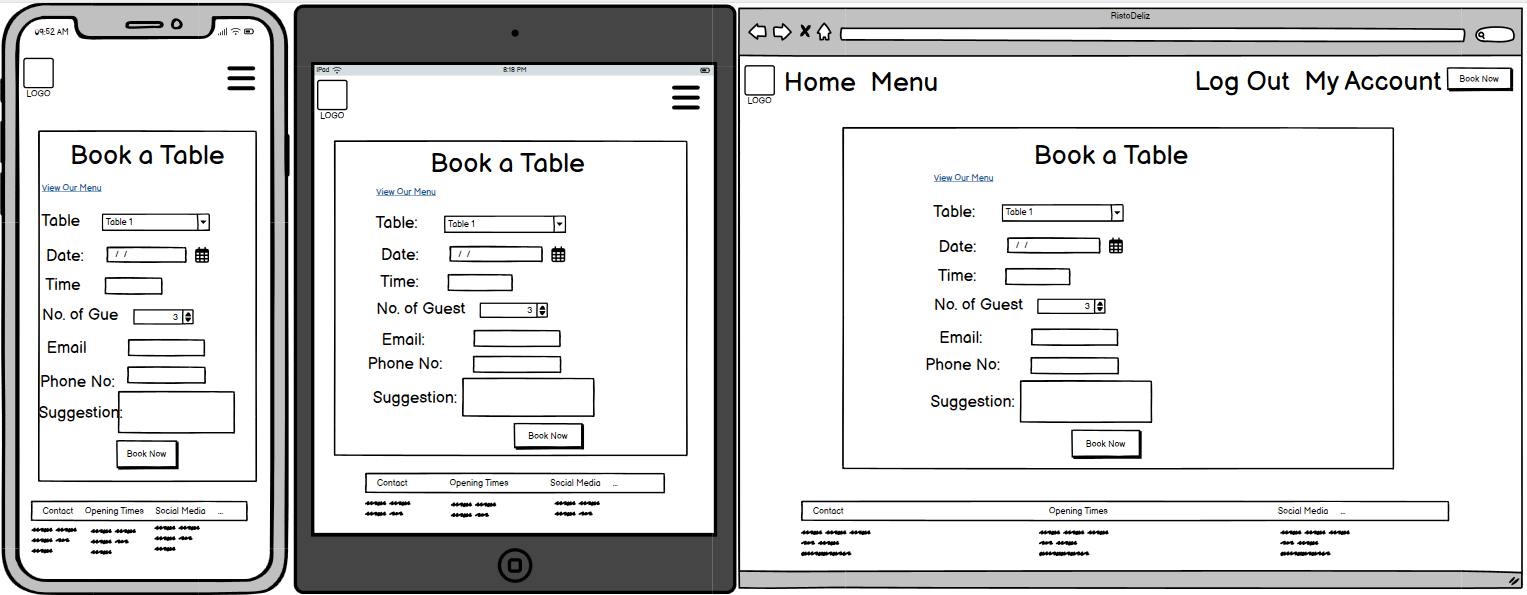 09:52 AM
LOGO
Book a Table
View Our Menu
Table
Table 1
Date:
/ /
Time
No. of Gue
3
Email
Phone No:
Suggestion:
Book Now
Contact Opening Times Social Media ...
iPad
8:18 PM
LOGO
Book a Table
View Our Menu
Table:
Table 1
Date:
/ /
Time:
No. of Guest
3
Email:
Phone No:
Suggestion:
Book Now
Contact Opening Times Social Media ...
RistoDeliz
LOGO
Home Menu
Log Out My Account Book Now
Book a Table
View Our Menu
Table:
Table 1
Date:
/ /
Time:
No. of Guest
3
Email:
Phone No:
Suggestion:
Book Now
Contact Opening Times Social Media ...